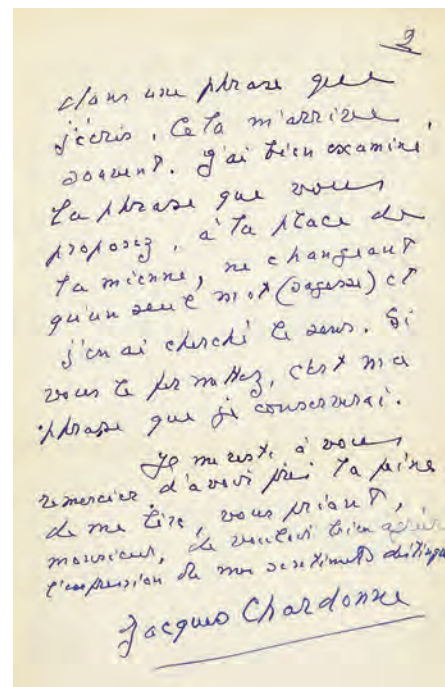 2
dans une phrase que
j'écris. Cela m'arrive
souvent. J'ai bien examiné,
la phrase que vous
proposez, à la place de
la mienne, ne changeant
qu'un seul mot (sagesse) et
j'en ai cherché le sens. Si
vous le permettez, c'est ma
phrase que je conserverai.
Je me reste à vous
remercier d'avoir pris la peine
de me lire, vous priant,
monsieur, de vouloir bien agréer
l'expression de mes sentiments distingués
Jacques Chardonne